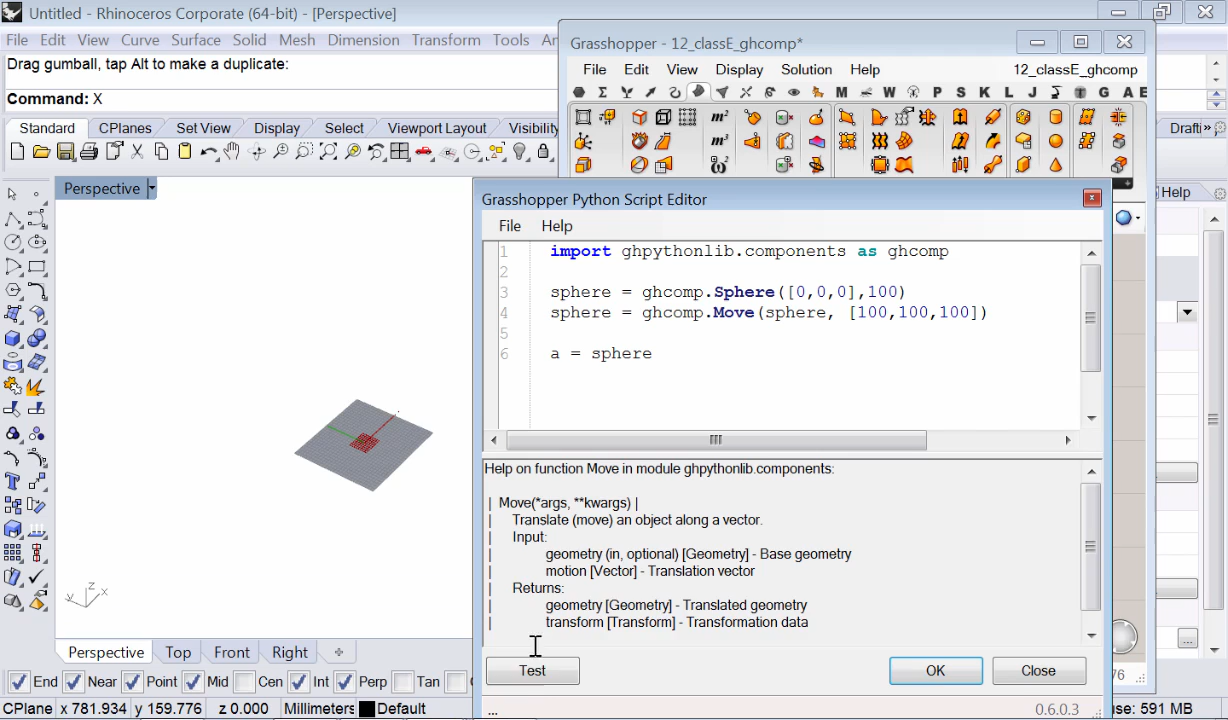 Untitled - Rhinoceros Corporate (64-bit) - [Perspective]
File Edit View Curve Surface Solid Mesh Dimension Transform Tools
Drag gumball, tap Alt to make a duplicate:
Command: X
Standard CPlanes Set View Display Select Viewport Layout Visibility
Drafti»
Perspective
Help
Grasshopper - 12_classE_ghcomp*
File Edit View Display Solution Help 12_classE_ghcomp
M W P S K L J G A E
m²
m³
Grasshopper Python Script Editor
File Help
1 import ghpythonlib.components as ghcomp
2
3 sphere = ghcomp.Sphere([0,0,0],100)
4 sphere = ghcomp.Move(sphere, [100,100,100])
5
6 a = sphere
Help on function Move in module ghpythonlib.components:
| Move(*args, **kwargs) |
| Translate (move) an object along a vector.
| Input:
| geometry (in, optional) [Geometry] - Base geometry
| motion [Vector] - Translation vector
| Returns:
| geometry [Geometry] - Translated geometry
| transform [Transform] - Transformation data
Test OK Close
... 0.6.0.3
z
y x
Perspective Top Front Right
End Near Point Mid Cen Int Perp Tan
CPlane x 781.934 y 159.776 z 0.000 Millimeters Default
use: 591 MB